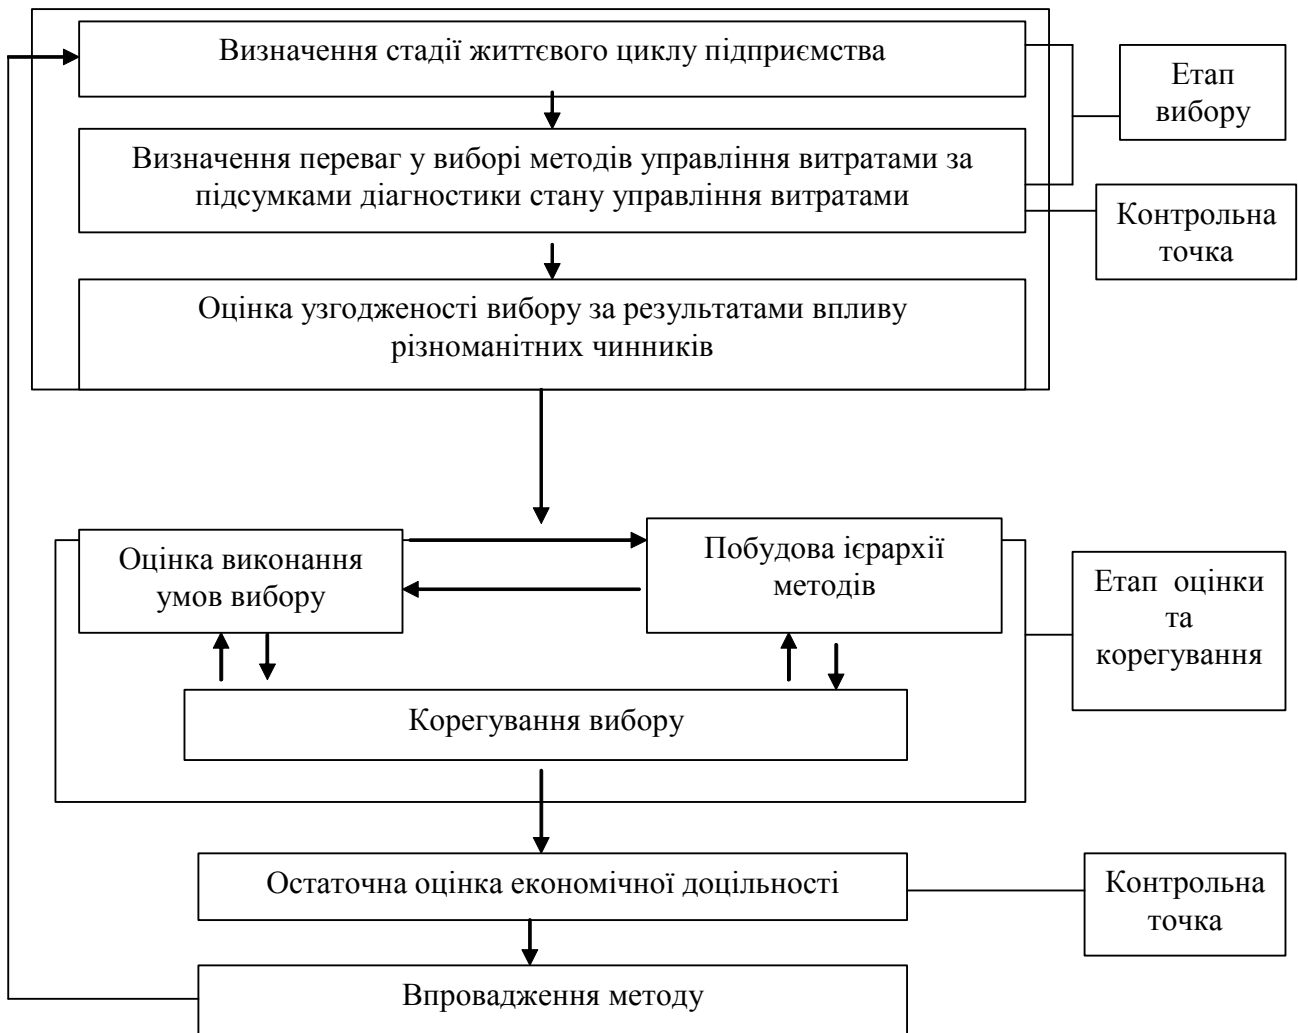 Визначення стадії життєвого циклу підприємства
Етап
вибору
Визначення переваг у виборі методів управління витратами за
підсумками діагностики стану управління витратами
Контрольна
точка
Оцінка узгодженості вибору за результатами впливу
різноманітних чинників
Оцінка виконання
умов вибору
Побудова ієрархії
методів
Етап оцінки
та
корегування
Корегування вибору
Остаточна оцінка економічної доцільності
Контрольна
точка
Впровадження методу